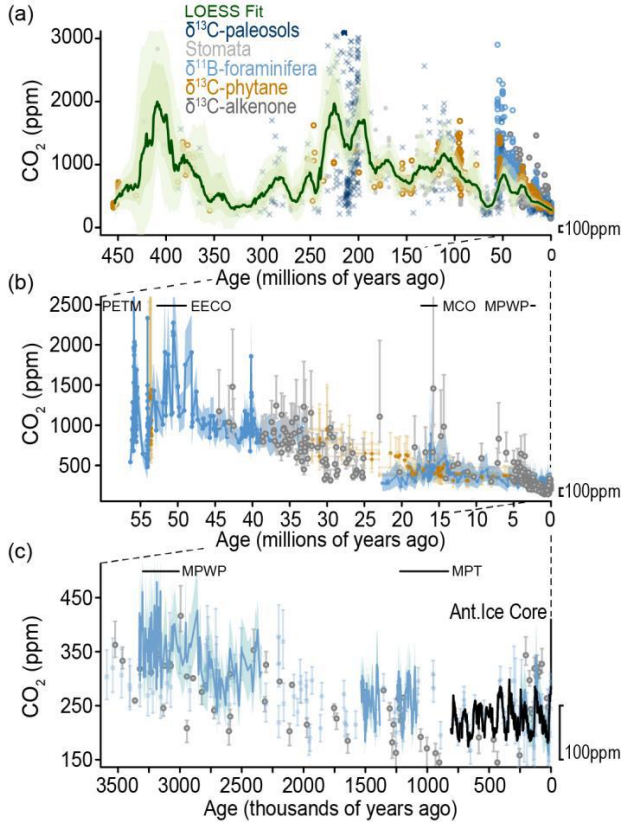 (a)
LOESS Fit
δ¹³C-paleosols
Stomata
δ¹¹B-foraminifera
δ¹³C-phytane
δ¹³C-alkenone
3000
2000
1000
0
CO₂ (ppm)
450 400 350 300 250 200 150 100 50 0
100ppm
Age (millions of years ago)
(b)
2500
2000
1500
1000
500
CO₂ (ppm)
PETM EECO MCO MPWP
100ppm
55 50 45 40 35 30 25 20 15 10 5 0
Age (millions of years ago)
(c)
450
350
250
150
CO₂ (ppm)
MPWP MPT
Ant.Ice Core
100ppm
3500 3000 2500 2000 1500 1000 500 0
Age (thousands of years ago)